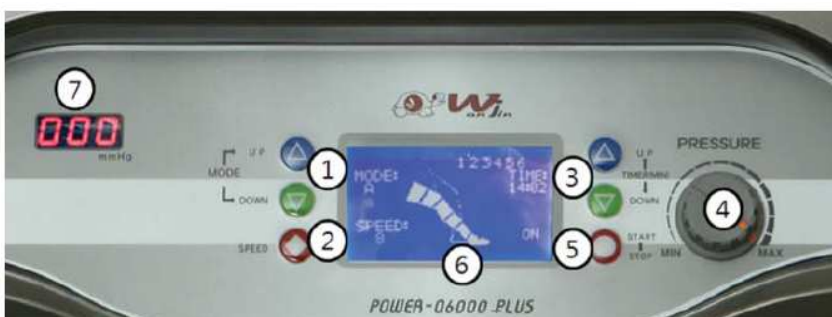 7
000
mmHg
Wonjin
UP
MODE
DOWN
SPEED
1
2
123456
MODE:
A
TIME:
14:02
SPEED:
ON
6
3
5
UP
TIMER(MIN)
DOWN
START
STOP
PRESSURE
4
MIN
MAX
POWER-Q6000 PLUS